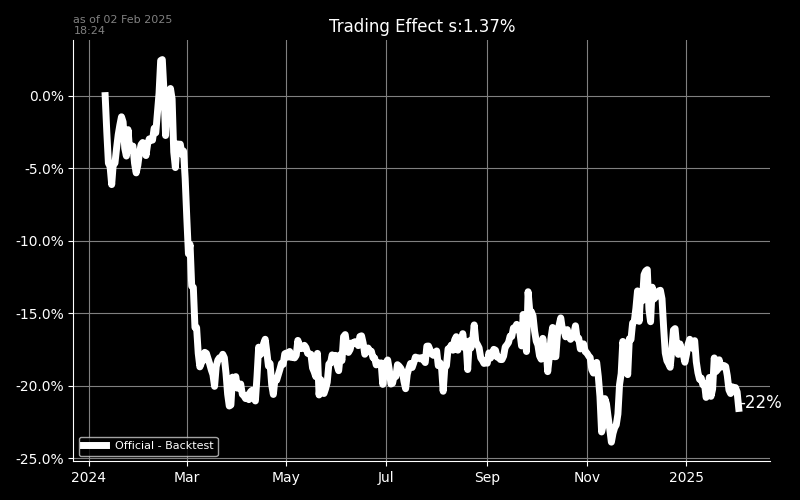 as of 02 Feb 2025
18:24
Trading Effect s:1.37%
0.0%
-5.0%
-10.0%
-15.0%
-20.0%
-25.0%
-22%
Official - Backtest
2024 Mar May Jul Sep Nov 2025